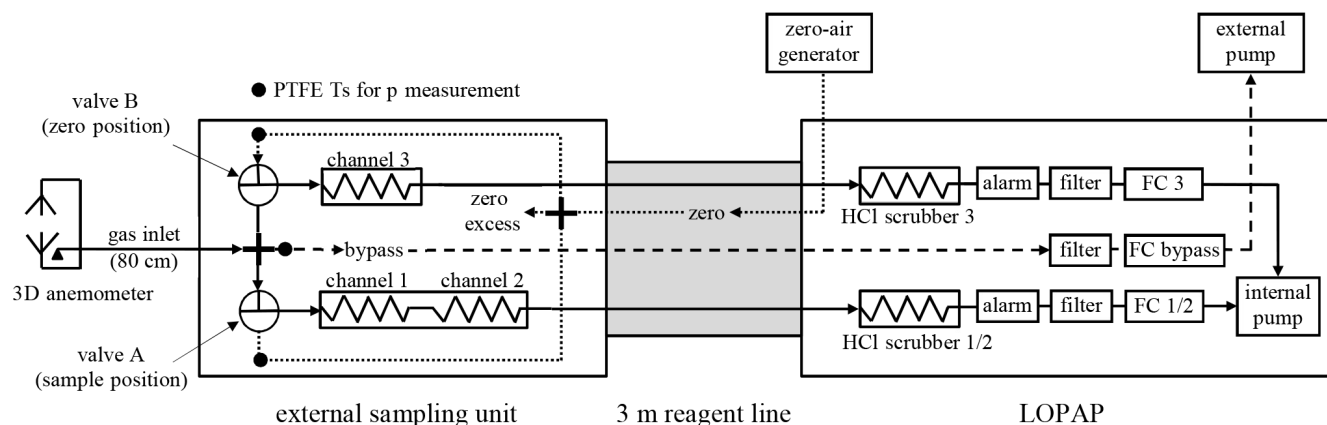 zero-air
generator
external
pump
PTFE Ts for p measurement
valve B
(zero position)
channel 3
zero
excess
zero
HCl scrubber 3
alarm
filter
FC 3
gas inlet
(80 cm)
bypass
filter
FC bypass
3D anemometer
channel 1
channel 2
HCl scrubber 1/2
alarm
filter
FC 1/2
internal
pump
valve A
(sample position)
external sampling unit
3 m reagent line
LOPAP